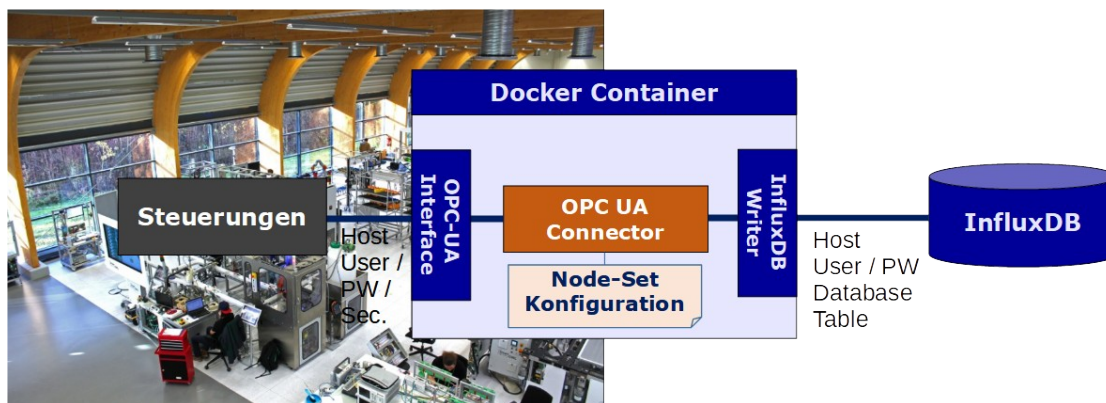 Docker Container
Steuerungen
Host
User /
PW /
Sec.
OPC-UA
Interface
OPC UA
Connector
Node-Set
Konfiguration
InfluxDB
Writer
Host
User / PW
Database
Table
InfluxDB